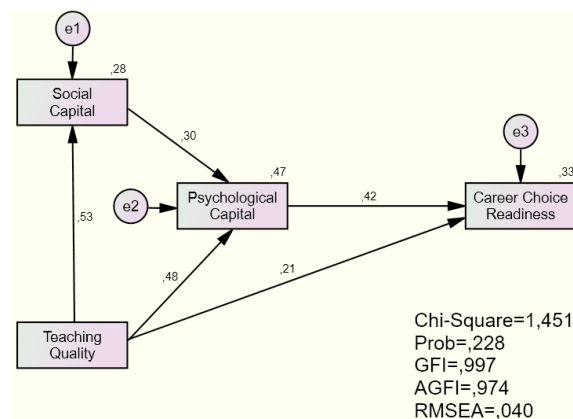 e1
,28
Social
Capital
,30
e3
,47
,33
e2
Psychological
Capital
,42
Career Choice
Readiness
,53
,48
,21
Teaching
Quality
Chi-Square=1,451
Prob=,228
GFI=,997
AGFI=,974
RMSEA=,040